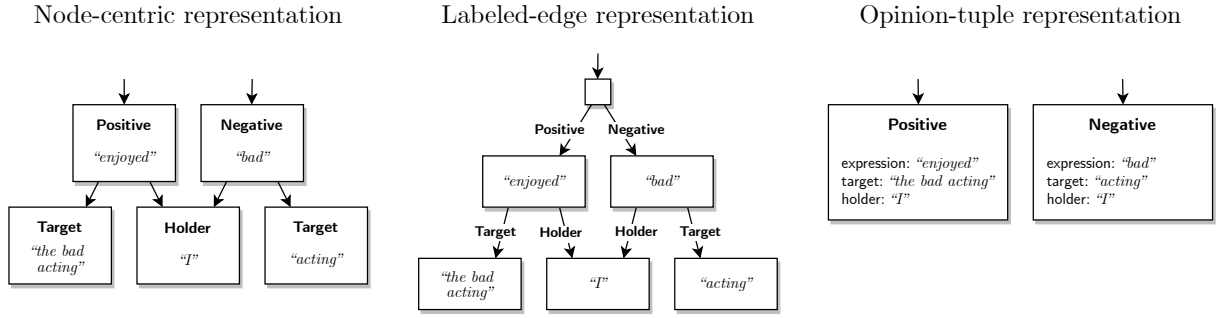 Node-centric representation
Positive
“enjoyed”
Negative
“bad”
Target
“the bad
acting”
Holder
“I”
Target
“acting”
Labeled-edge representation
Positive
Negative
“enjoyed”
“bad”
Target
Holder
Holder
Target
“the bad
acting”
“I”
“acting”
Opinion-tuple representation
Positive
expression: “enjoyed”
target: “the bad acting”
holder: “I”
Negative
expression: “bad”
target: “acting”
holder: “I”